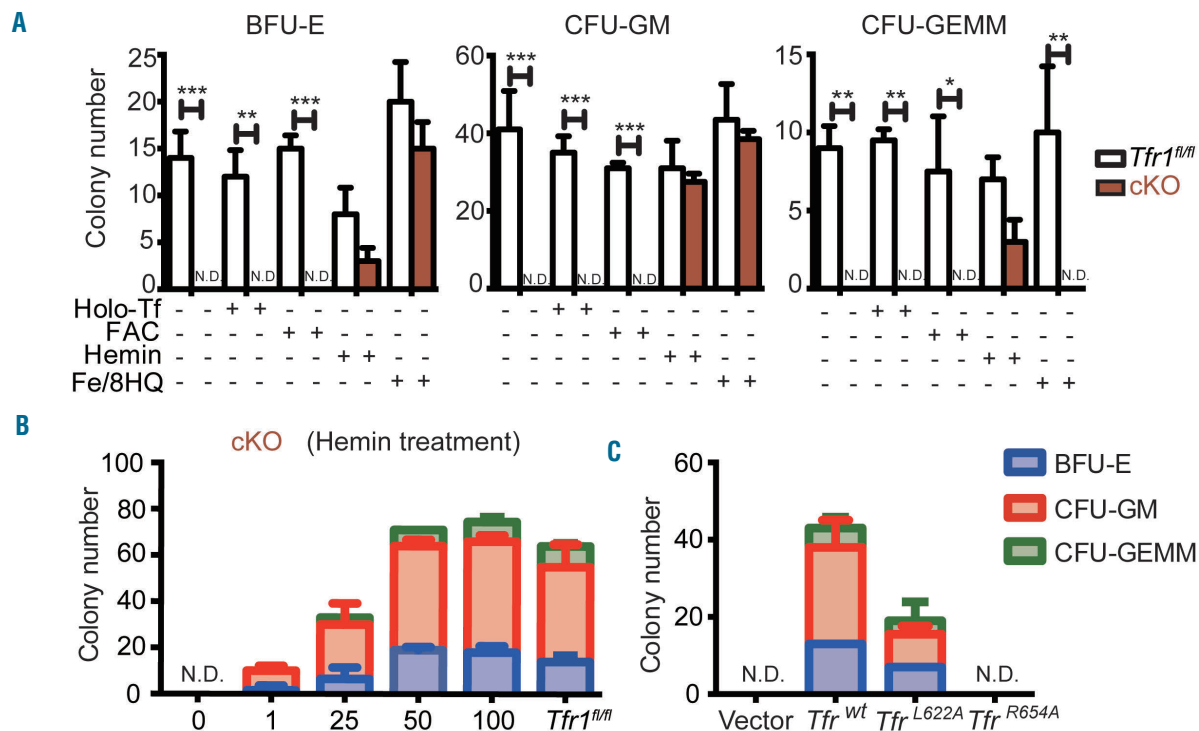 A
BFU-E CFU-GM CFU-GEMM
Colony number
25
20
15
10
5
0
*** ** ***
N.D. N.D. N.D.
60
40
20
0
*** *** ***
N.D. N.D. N.D.
15
10
5
0
** ** * **
N.D N.D. N.D. N.D.
Tfr1fl/fl
cKO
Holo-Tf - - + + - - - - - - - - + + - - - - - - - - + + - - - - - -
FAC - - - - + + - - - - - - - - + + - - - - - - - - + + - - - -
Hemin - - - - - - + + - - - - - - - - + + - - - - - - - - + + - -
Fe/8HQ - - - - - - - - + + - - - - - - - - + + - - - - - - - - + +
B
cKO (Hemin treatment)
Colony number
100
80
60
40
20
0
N.D.
0 1 25 50 100 Tfr1fl/fl
C
Colony number
60
40
20
0
N.D. N.D.
Vector Tfr wt Tfr L622A Tfr R654A
BFU-E
CFU-GM
CFU-GEMM